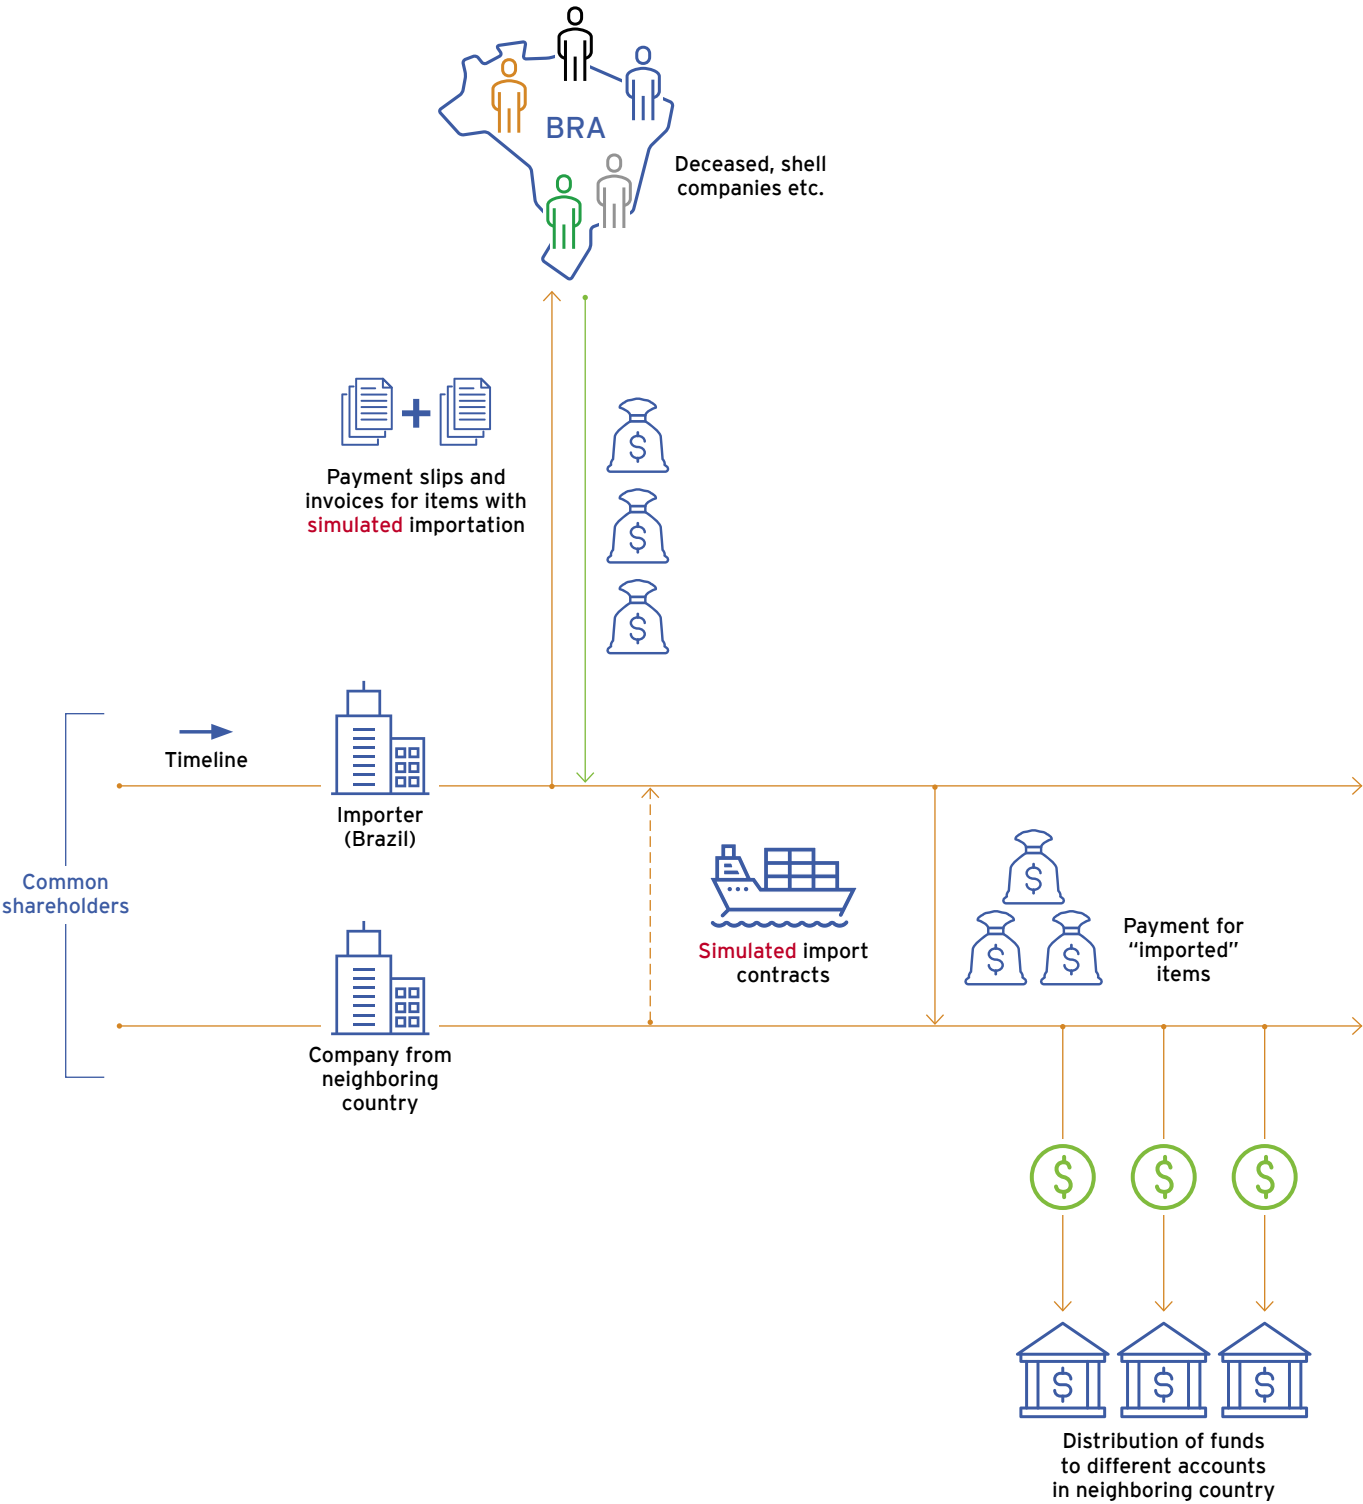 BRA
Deceased, shell
companies etc.
Payment slips and
invoices for items with
simulated importation
Timeline
Importer
(Brazil)
Common
shareholders
Simulated import
contracts
Payment for
“imported”
items
Company from
neighboring
country
Distribution of funds
to different accounts
in neighboring country